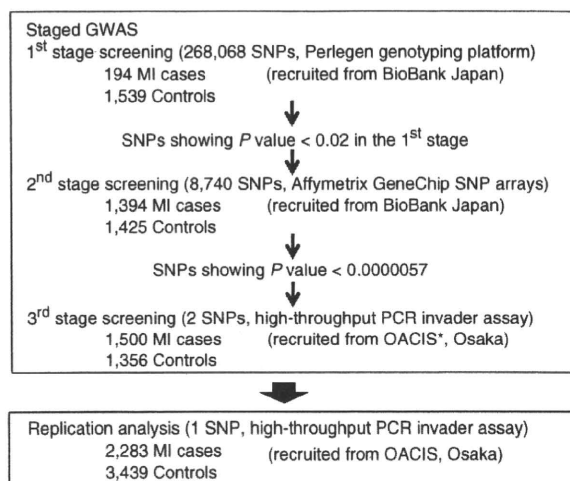 Staged GWAS
1st stage screening (268,068 SNPs, Perlegen genotyping platform)
194 MI cases (recruited from BioBank Japan)
1,539 Controls
SNPs showing P value < 0.02 in the 1st stage
2nd stage screening (8,740 SNPs, Affymetrix GeneChip SNP arrays)
1,394 MI cases (recruited from BioBank Japan)
1,425 Controls
SNPs showing P value < 0.0000057
3rd stage screening (2 SNPs, high-throughput PCR invader assay)
1,500 MI cases (recruited from OACIS*, Osaka)
1,356 Controls
Replication analysis (1 SNP, high-throughput PCR invader assay)
2,283 MI cases (recruited from OACIS, Osaka)
3,439 Controls